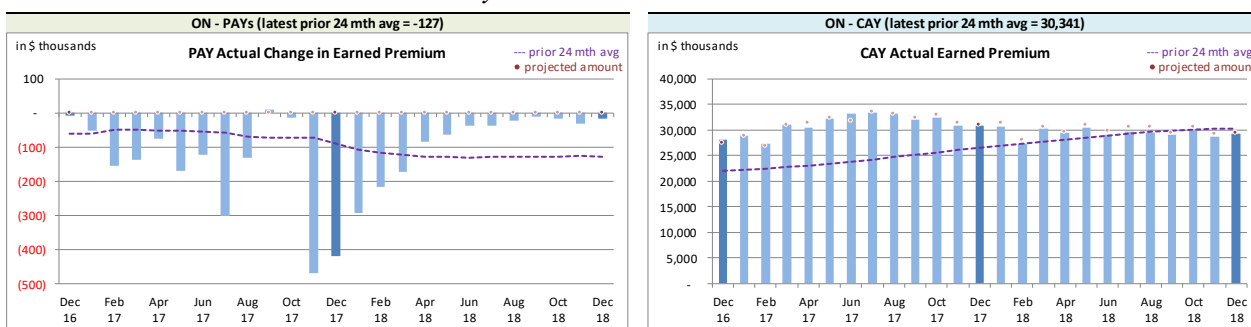 ON - PAYs (latest prior 24 mth avg = -127)
in $ thousands
PAY Actual Change in Earned Premium
--- prior 24 mth avg
• projected amount
100
-
(100)
(200)
(300)
(400)
(500)
Dec Feb Apr Jun Aug Oct Dec Feb Apr Jun Aug Oct Dec
16 17 17 17 17 17 17 18 18 18 18 18 18
ON - CAY (latest prior 24 mth avg = 30,341)
in $ thousands
CAY Actual Earned Premium
--- prior 24 mth avg
• projected amount
40,000
35,000
30,000
25,000
20,000
15,000
10,000
5,000
-
Dec Feb Apr Jun Aug Oct Dec Feb Apr Jun Aug Oct Dec
16 17 17 17 17 17 17 18 18 18 18 18 18